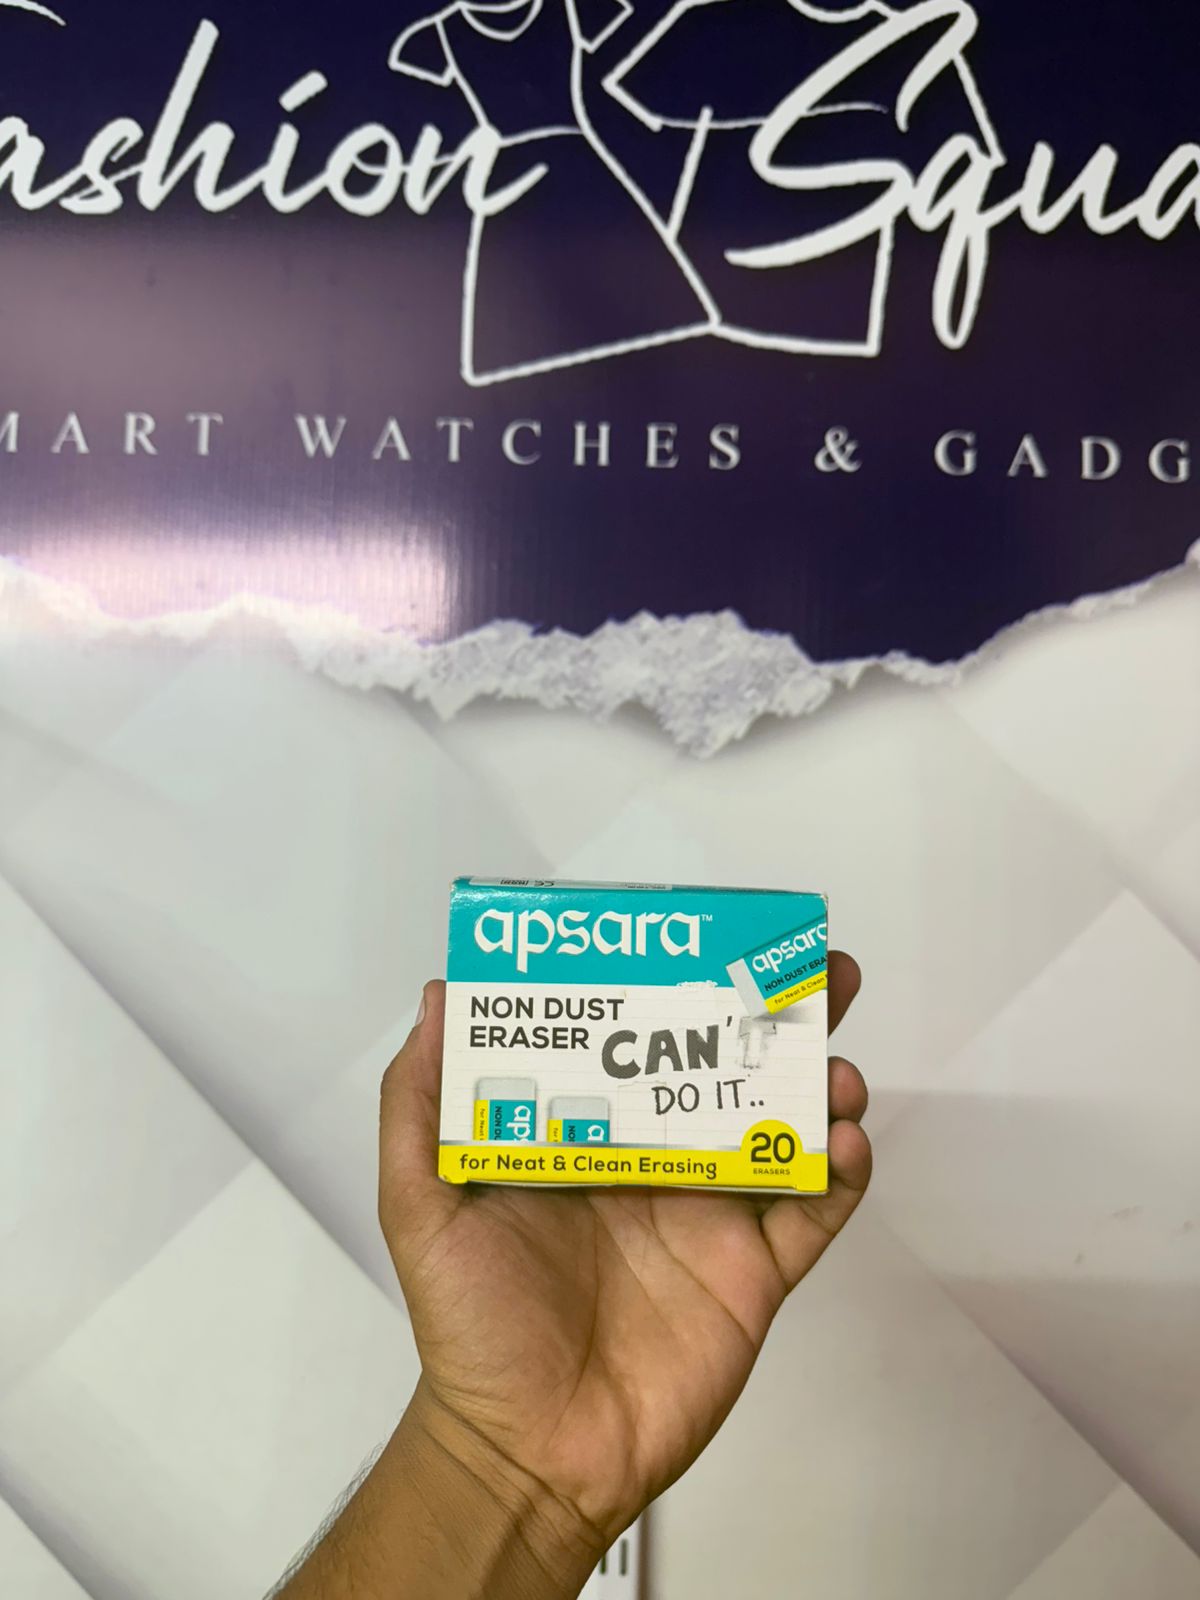 ashion Squa
MART WATCHES & GADG
apsara™
apsara
NON DUST ERA
for Neat & Clean
NON DUST
ERASER
CAN'T
DO IT..
for Neat & Clean Erasing
20
ERASERS